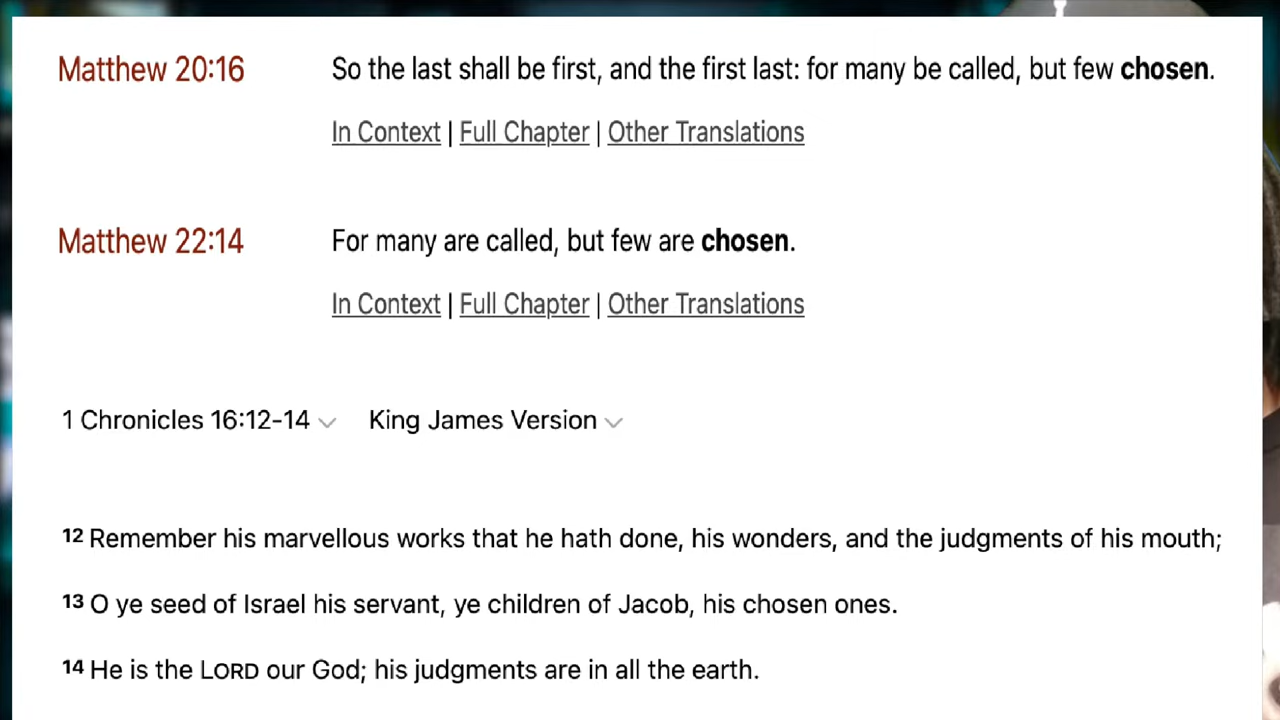 Matthew 20:16 So the last shall be first, and the first last: for many be called, but few chosen.
In Context | Full Chapter | Other Translations
Matthew 22:14 For many are called, but few are chosen.
In Context | Full Chapter | Other Translations
1 Chronicles 16:12-14 King James Version
12 Remember his marvellous works that he hath done, his wonders, and the judgments of his mouth;
13 O ye seed of Israel his servant, ye children of Jacob, his chosen ones.
14 He is the LORD our God; his judgments are in all the earth.